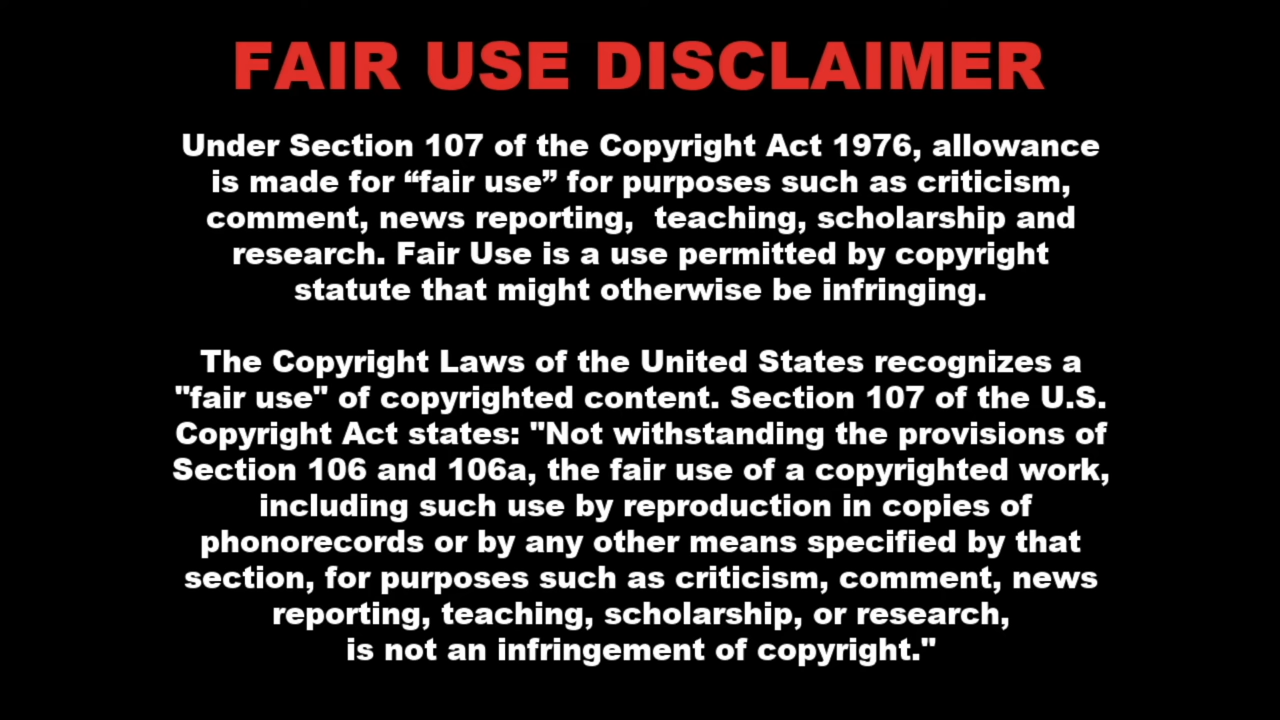 FAIR USE DISCLAIMER
Under Section 107 of the Copyright Act 1976, allowance
is made for “fair use” for purposes such as criticism,
comment, news reporting,  teaching, scholarship and
research. Fair Use is a use permitted by copyright
statute that might otherwise be infringing.
The Copyright Laws of the United States recognizes a
"fair use" of copyrighted content. Section 107 of the U.S.
Copyright Act states: "Not withstanding the provisions of
Section 106 and 106a, the fair use of a copyrighted work,
including such use by reproduction in copies of
phonorecords or by any other means specified by that
section, for purposes such as criticism, comment, news
reporting, teaching, scholarship, or research,
is not an infringement of copyright."